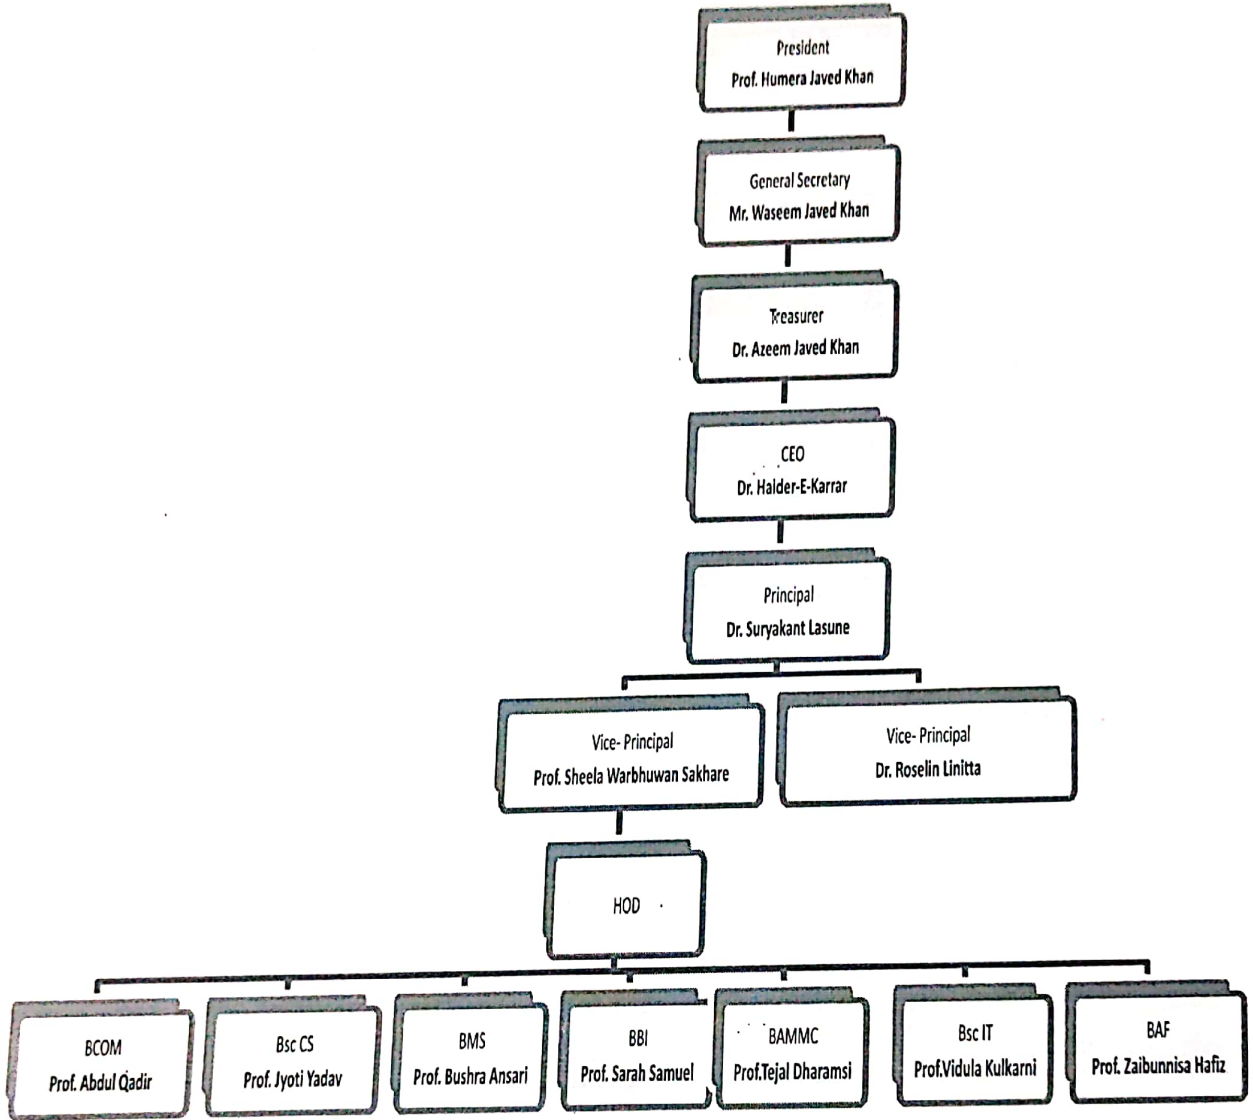 President
Prof. Humera Javed Khan
General Secretary
Mr. Waseem Javed Khan
Treasurer
Dr. Azeem Javed Khan
CEO
Dr. Haider-E-Karrar
Principal
Dr. Suryakant Lasune
Vice- Principal
Prof. Sheela Warbhuwan Sakhare
Vice- Principal
Dr. Roselin Linitta
HOD
BCOM
Prof. Abdul Qadir
Bsc CS
Prof. Jyoti Yadav
BMS
Prof. Bushra Ansari
BBI
Prof. Sarah Samuel
BAMMC
Prof.Tejal Dharamsi
Bsc IT
Prof.Vidula Kulkarni
BAF
Prof. Zaibunnisa Hafiz